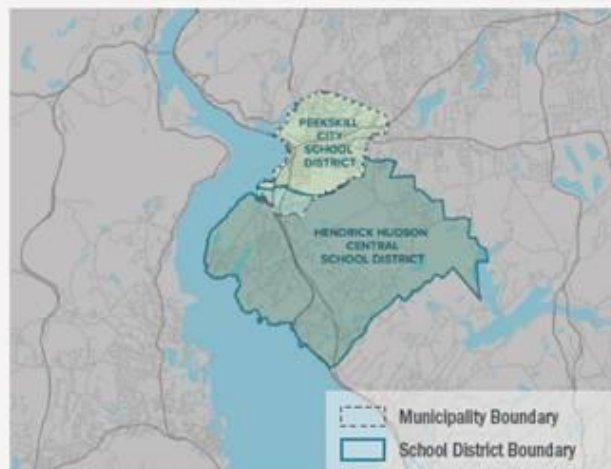 PEEKSKILL
CITY
SCHOOL
DISTRICT
HENDRICK HUDSON
CENTRAL
SCHOOL DISTRICT
Municipality Boundary
School District Boundary